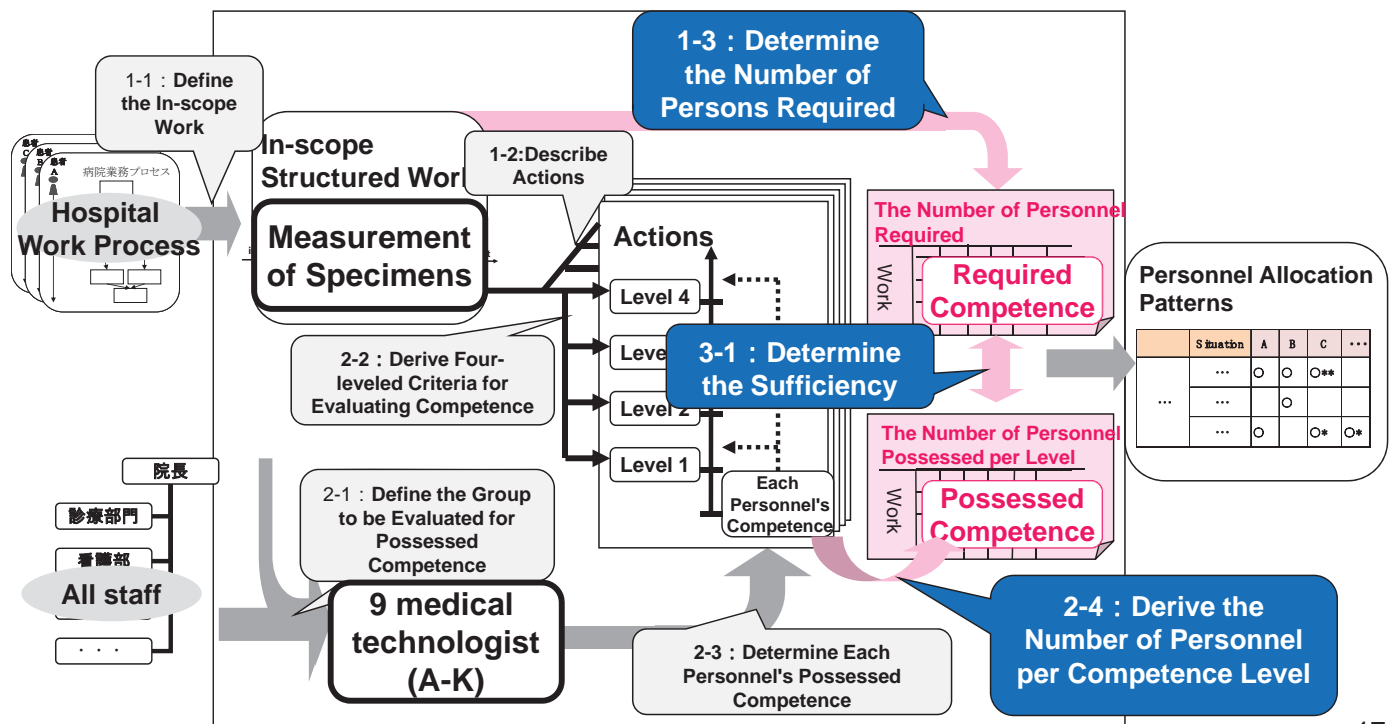 1-1：Define
the In-scope
Work
患者
C
患者
B
患者
A
病院業務プロセス
Hospital
Work Process
In-scope
Structured Work
Measurement
of Specimens
1-2:Describe
Actions
1-3：Determine
the Number of
Persons Required
Actions
Level 4
Level 2
Level 1
2-2：Derive Four-
leveled Criteria for
Evaluating Competence
3-1：Determine
the Sufficiency
Each
Personnel's
Competence
The Number of Personnel
Required
Work
Required
Competence
The Number of Personnel
Possessed per Level
Work
Possessed
Competence
Personnel Allocation
Patterns
Situation A B C ･･･
… ○ ○ ○**
… … ○
… ○ ○* ○*
院長
診療部門
看護部
All staff
・・・
2-1：Define the Group
to be Evaluated for
Possessed
Competence
9 medical
technologist
(A-K)
2-3：Determine Each
Personnel's Possessed
Competence
2-4：Derive the
Number of Personnel
per Competence Level